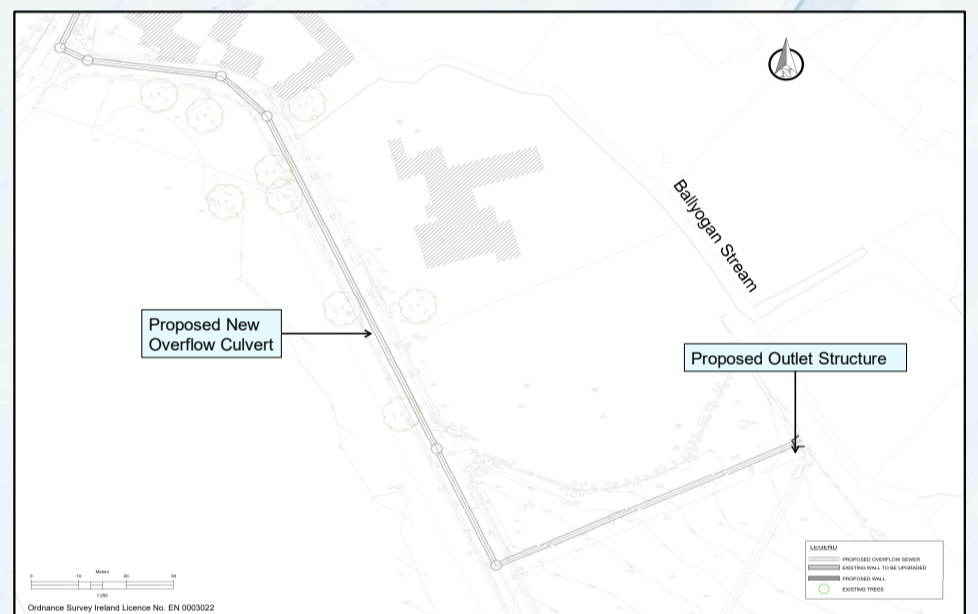 Ballyogan Stream
Proposed New
Overflow Culvert
Proposed Outlet Structure
LEGEND
PROPOSED OVERFLOW SEWER
EXISTING WALL TO BE UPGRADED
PROPOSED WALL
EXISTING TREES
Meters
0 10 20 30
1:250
Ordnance Survey Ireland Licence No. EN 0003022